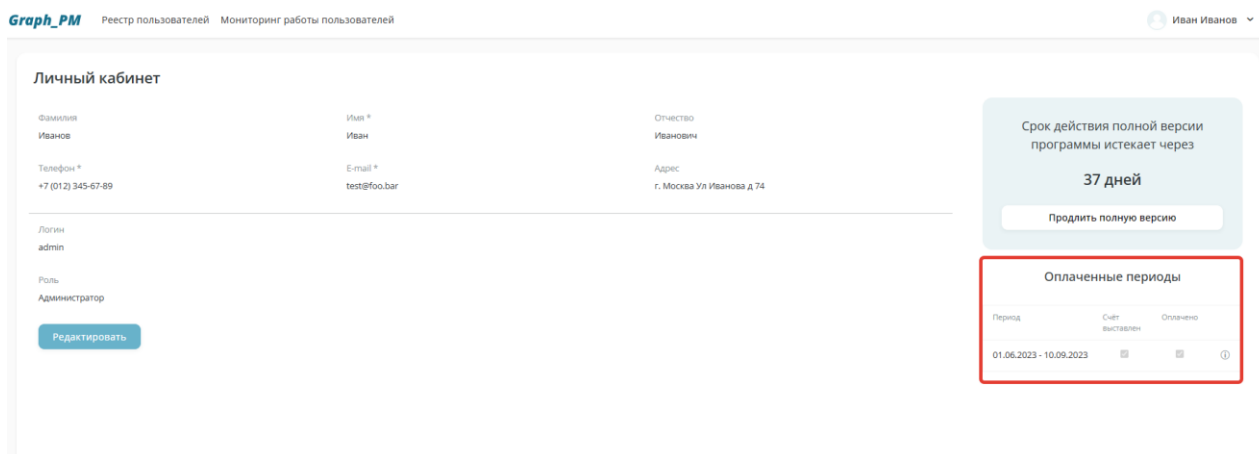 Graph_PM Реестр пользователей Мониторинг работы пользователей Иван Иванов
Личный кабинет
Фамилия Имя * Отчество
Иванов Иван Иванович
Телефон * E-mail * Адрес
+7 (012) 345-67-89 test@foo.bar г. Москва Ул Иванова д 74
Логин
admin
Роль
Администратор
Редактировать
Срок действия полной версии
программы истекает через
37 дней
Продлить полную версию
Оплаченные периоды
Период Счёт Оплачено
выставлен
01.06.2023 - 10.09.2023